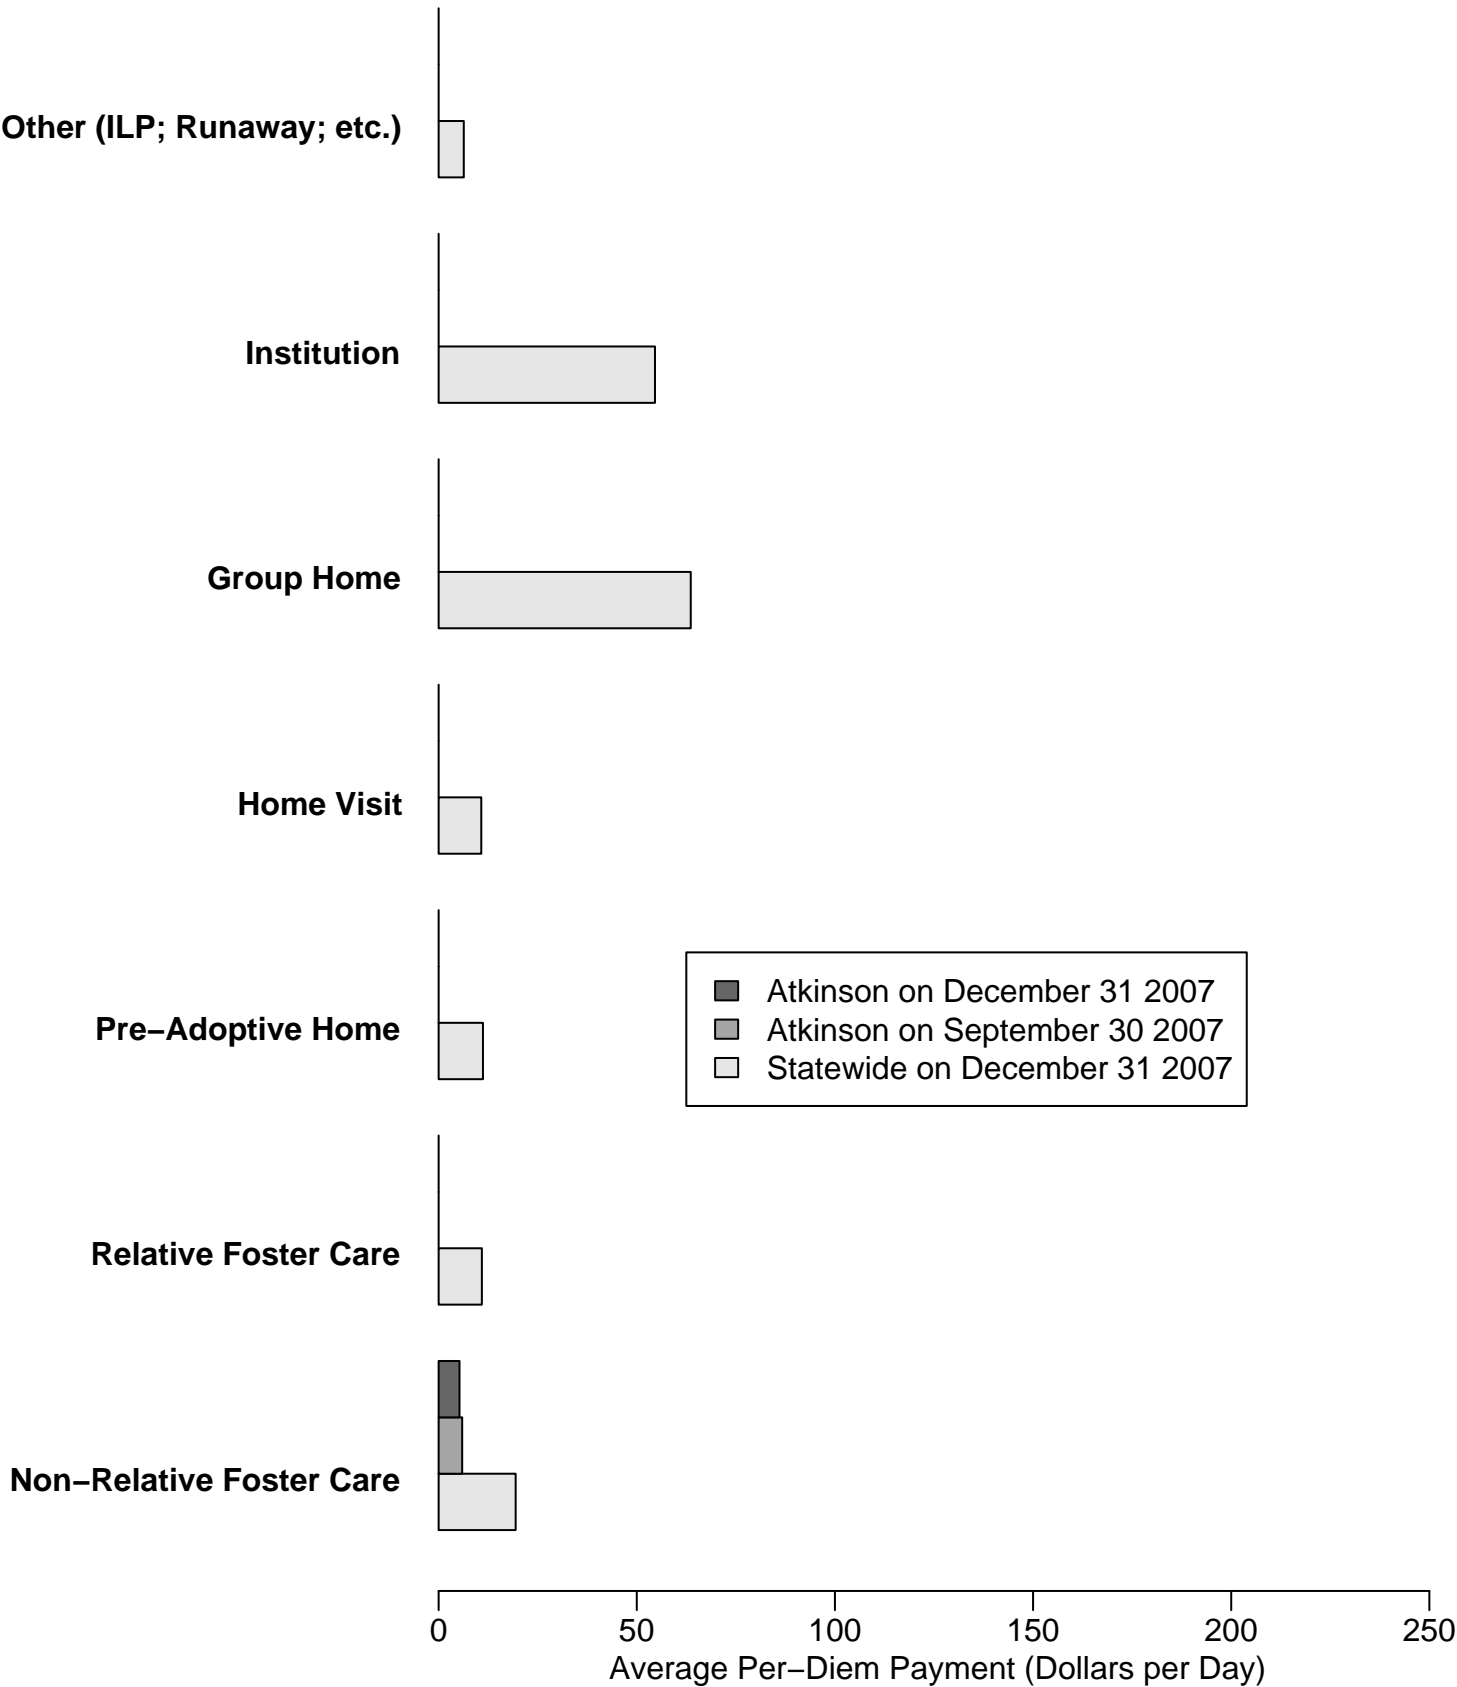 Other (ILP; Runaway; etc.)
Institution
Group Home
Home Visit
Pre−Adoptive Home
Atkinson on December 31 2007
Atkinson on September 30 2007
Statewide on December 31 2007
Relative Foster Care
Non−Relative Foster Care
0 50 100 150 200 250
Average Per−Diem Payment (Dollars per Day)